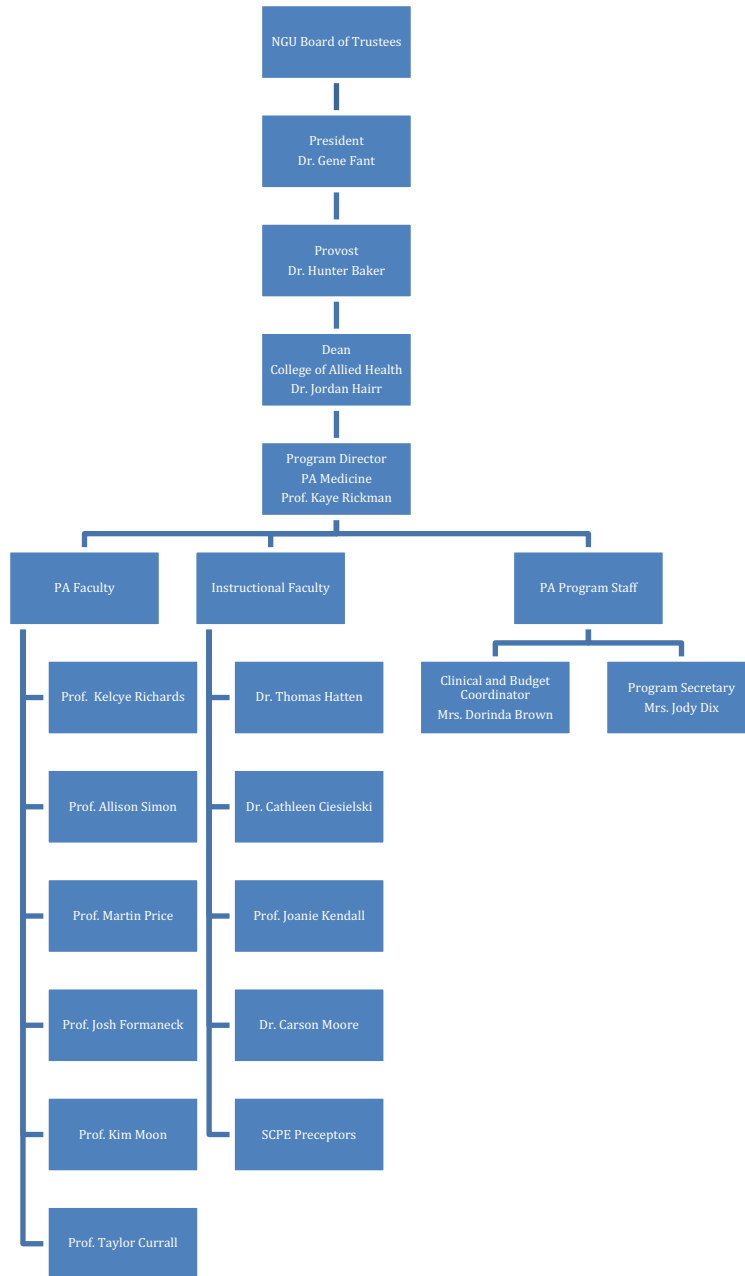 NGU Board of Trustees
President
Dr. Gene Fant
Provost
Dr. Hunter Baker
Dean
College of Allied Health
Dr. Jordan Hairr
Program Director
PA Medicine
Prof. Kaye Rickman
PA Faculty
Instructional Faculty
PA Program Staff
Prof. Kelcye Richards
Prof. Allison Simon
Prof. Martin Price
Prof. Josh Formaneck
Prof. Kim Moon
Prof. Taylor Currall
Dr. Thomas Hatten
Dr. Cathleen Ciesielski
Prof. Joanie Kendall
Dr. Carson Moore
SCPE Preceptors
Clinical and Budget
Coordinator
Mrs. Dorinda Brown
Program Secretary
Mrs. Jody Dix